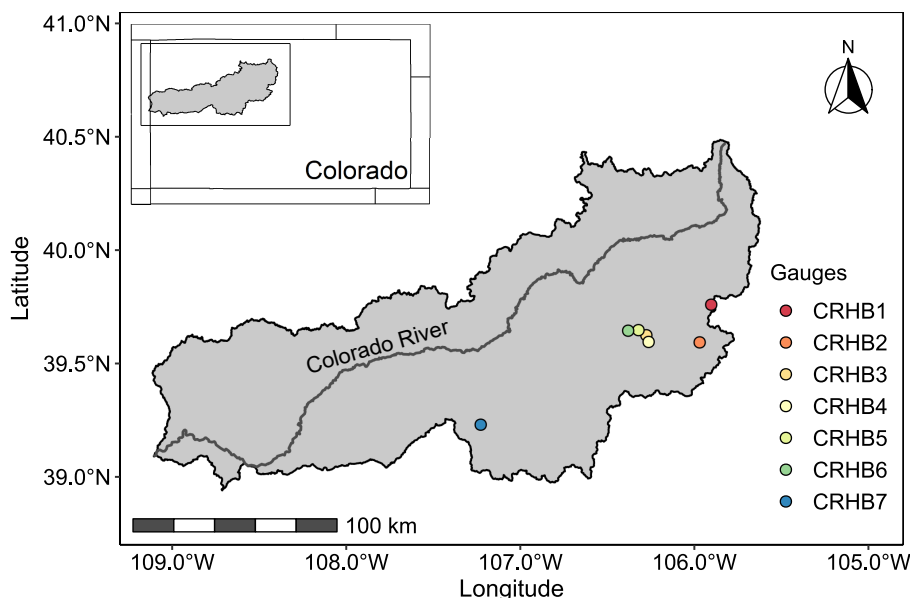 41.0°N
40.5°N
40.0°N
39.5°N
39.0°N
Latitude
Colorado
N
Colorado River
Gauges
CRHB1
CRHB2
CRHB3
CRHB4
CRHB5
CRHB6
CRHB7
100 km
109.0°W 108.0°W 107.0°W 106.0°W 105.0°W
Longitude